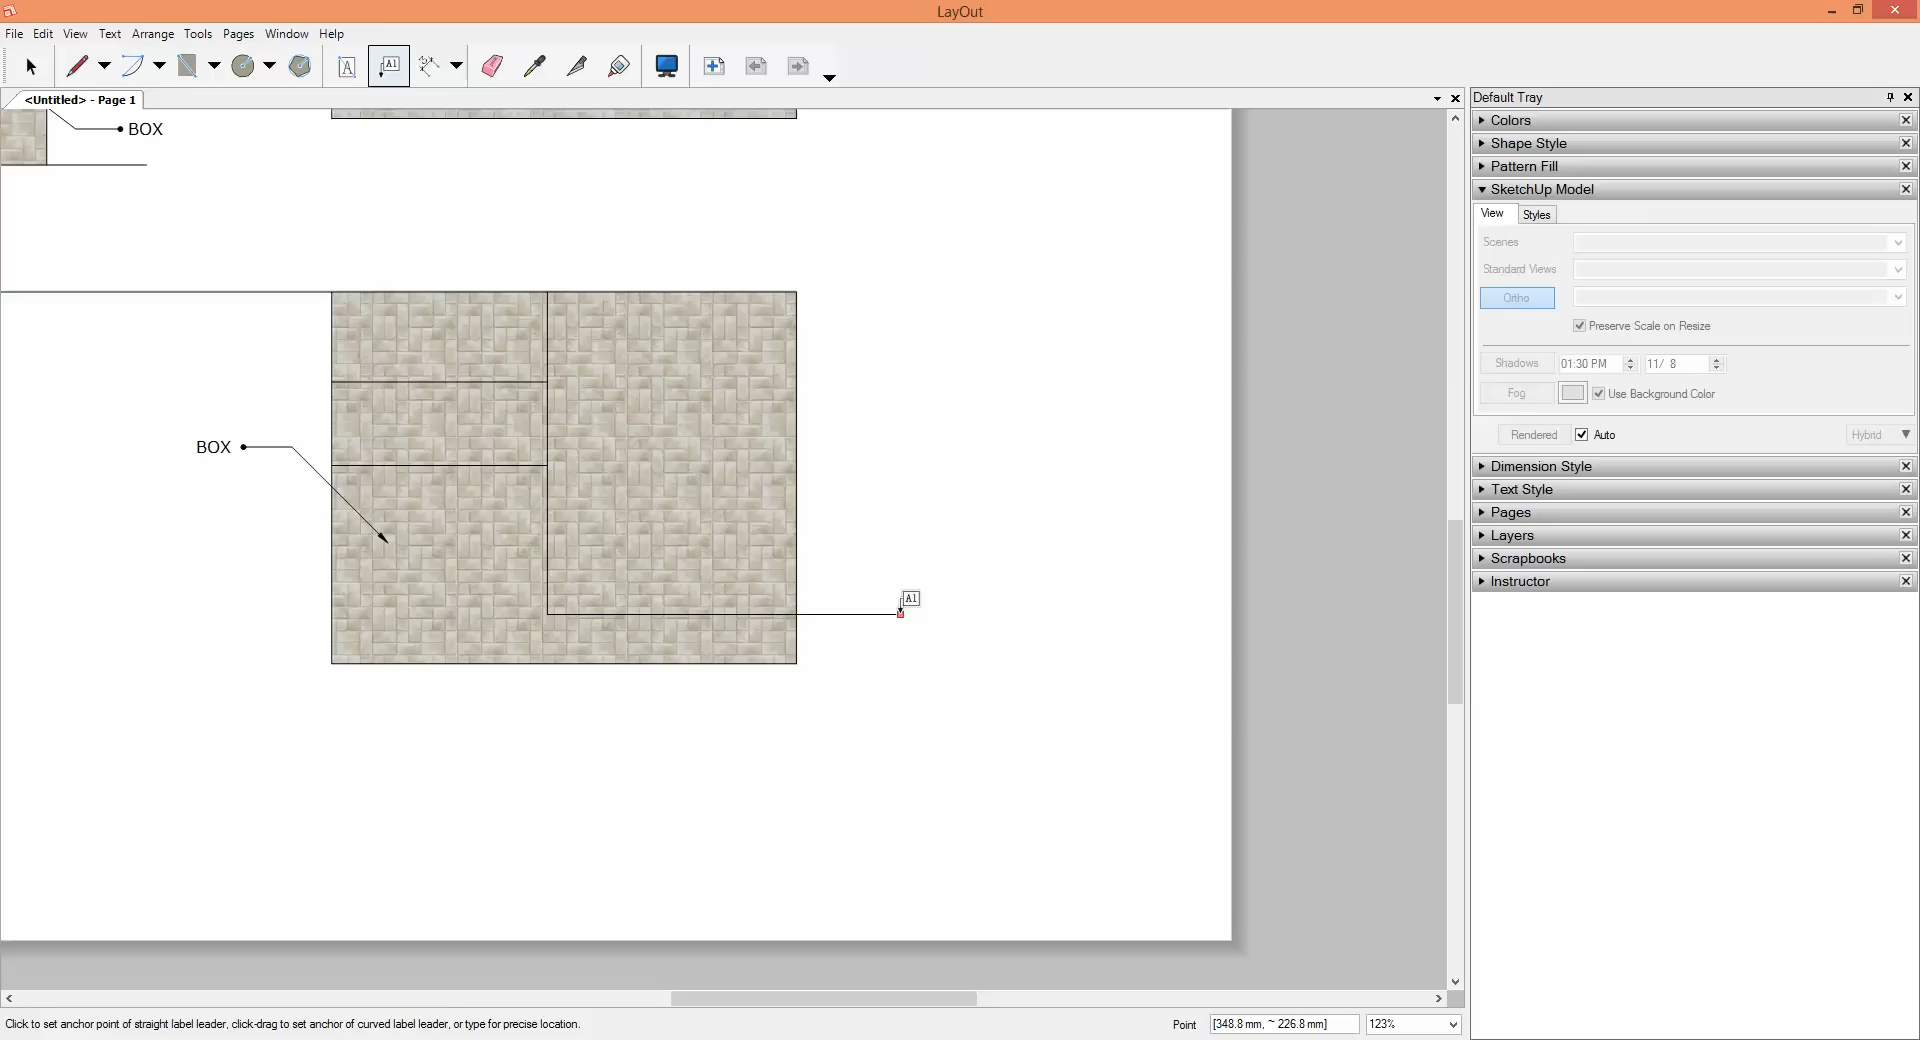 LayOut
File Edit View Text Arrange Tools Pages Window Help
A A1
<Untitled> - Page 1
BOX
BOX
A1
Default Tray
Colors
Shape Style
Pattern Fill
SketchUp Model
View Styles
Scenes
Standard Views
Ortho
Preserve Scale on Resize
Shadows 01:30 PM 11/ 8
Fog Use Background Color
Rendered Auto Hybrid
Dimension Style
Text Style
Pages
Layers
Scrapbooks
Instructor
Click to set anchor point of straight label leader, click-drag to set anchor of curved label leader, or type for precise location.
Point [348.8 mm, ~ 226.8 mm] 123%